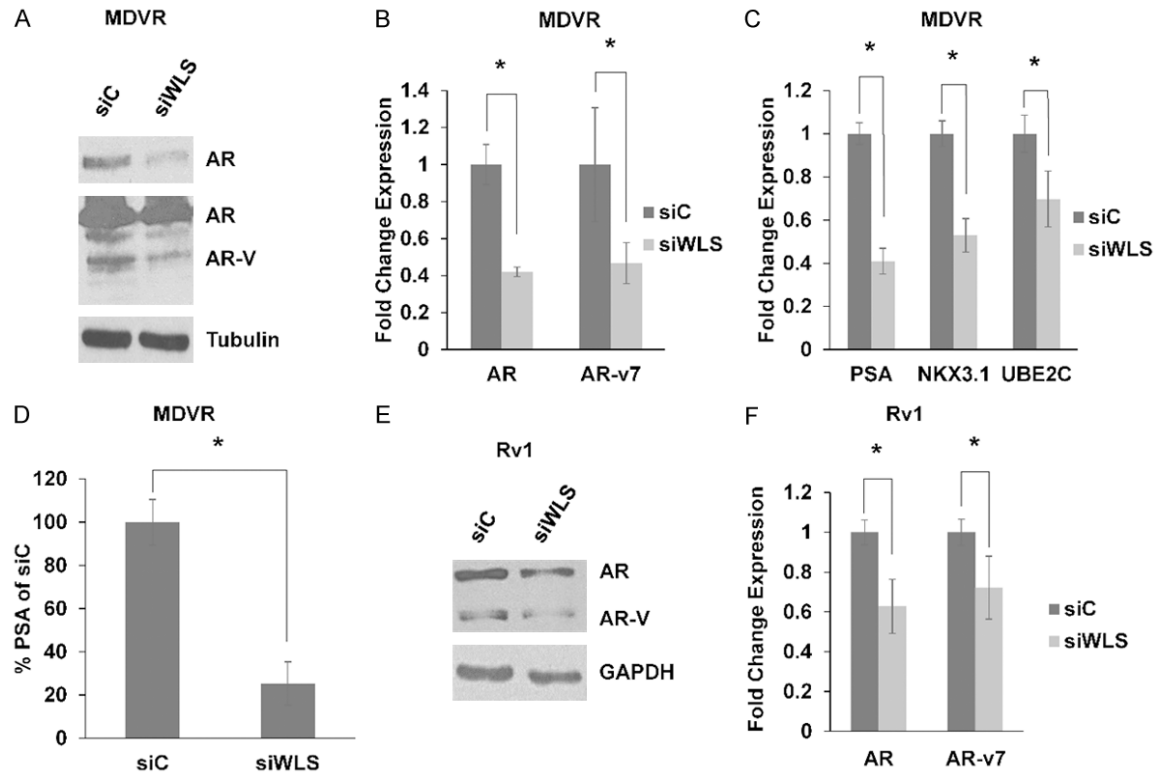 A
MDVR
siC
siWLS
AR
AR
AR-V
Tubulin
B
MDVR
*
*
Fold Change Expression
1.4
1.2
1
0.8
0.6
0.4
0.2
0
AR
AR-v7
siC
siWLS
C
MDVR
*
*
*
Fold Change Expression
1.2
1
0.8
0.6
0.4
0.2
0
PSA
NKX3.1
UBE2C
siC
siWLS
D
MDVR
*
% PSA of siC
120
100
80
60
40
20
0
siC
siWLS
E
Rv1
siC
siWLS
AR
AR-V
GAPDH
F
Rv1
*
*
Fold Change Expression
1.2
1
0.8
0.6
0.4
0.2
0
AR
AR-v7
siC
siWLS